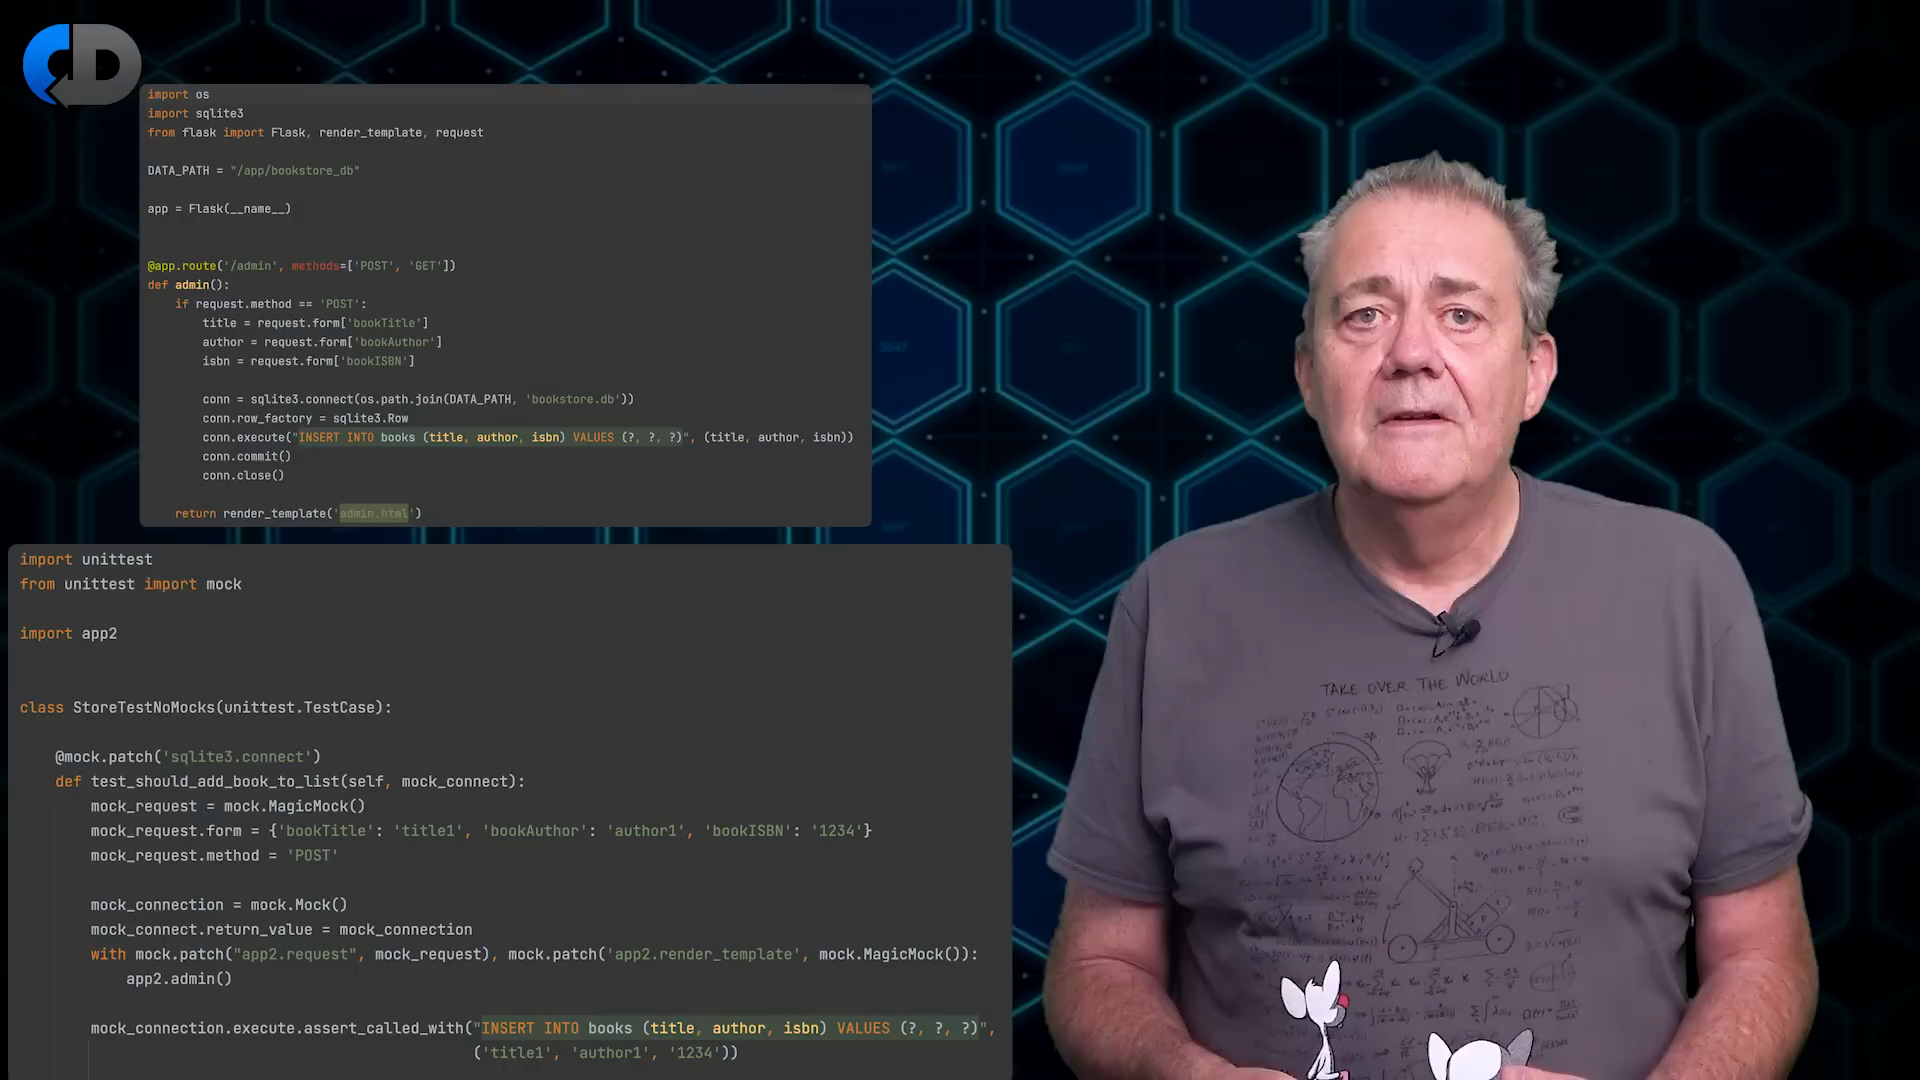 import os
import sqlite3
from flask import Flask, render_template, request
DATA_PATH = "/app/bookstore_db"
app = Flask(__name__)
@app.route('/admin', methods=['POST', 'GET'])
def admin():
    if request.method == 'POST':
        title = request.form['bookTitle']
        author = request.form['bookAuthor']
        isbn = request.form['bookISBN']
        conn = sqlite3.connect(os.path.join(DATA_PATH, 'bookstore.db'))
        conn.row_factory = sqlite3.Row
        conn.execute("INSERT INTO books (title, author, isbn) VALUES (?, ?, ?)", (title, author, isbn))
        conn.commit()
        conn.close()
    return render_template('admin.html')
import unittest
from unittest import mock
import app2
class StoreTestNoMocks(unittest.TestCase):
    @mock.patch('sqlite3.connect')
    def test_should_add_book_to_list(self, mock_connect):
        mock_request = mock.MagicMock()
        mock_request.form = {'bookTitle': 'title1', 'bookAuthor': 'author1', 'bookISBN': '1234'}
        mock_request.method = 'POST'
        mock_connection = mock.Mock()
        mock_connect.return_value = mock_connection
        with mock.patch("app2.request", mock_request), mock.patch('app2.render_template', mock.MagicMock()):
            app2.admin()
        mock_connection.execute.assert_called_with("INSERT INTO books (title, author, isbn) VALUES (?, ?, ?)",
                                                   ('title1', 'author1', '1234'))
TAKE OVER THE WORLD